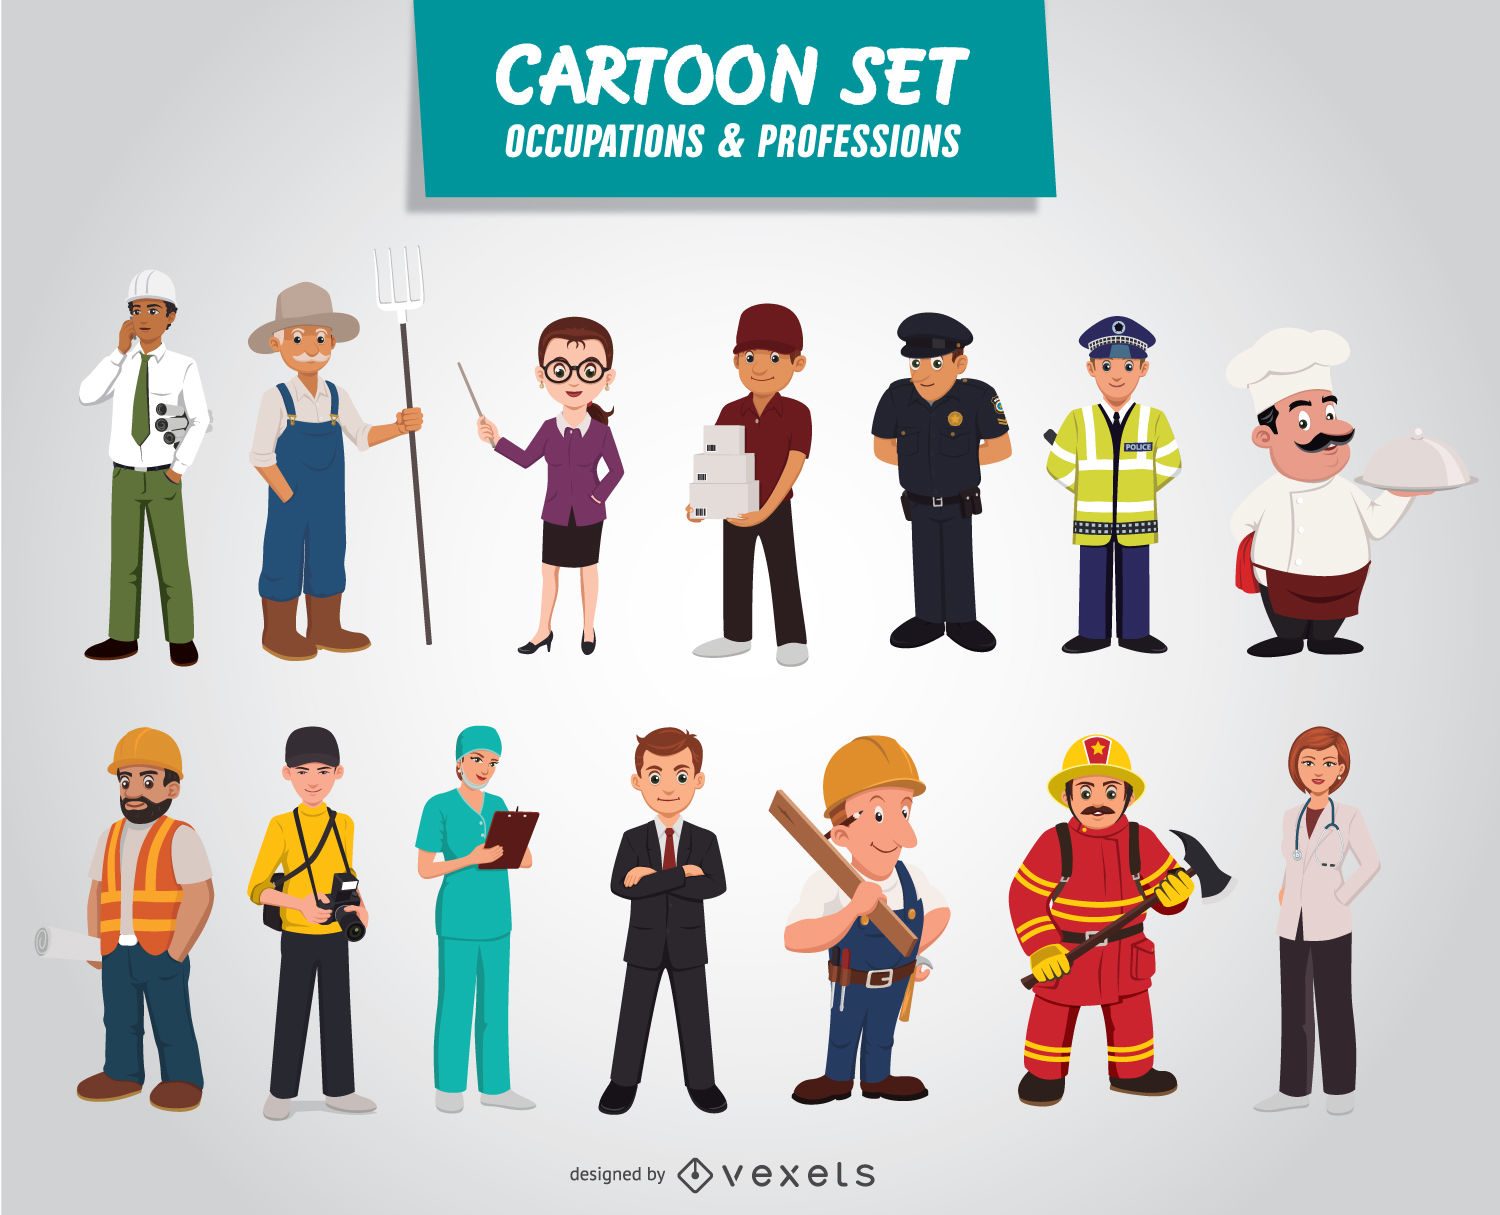 CARTOON SET
OCCUPATIONS & PROFESSIONS
POLICE
designed by vexels